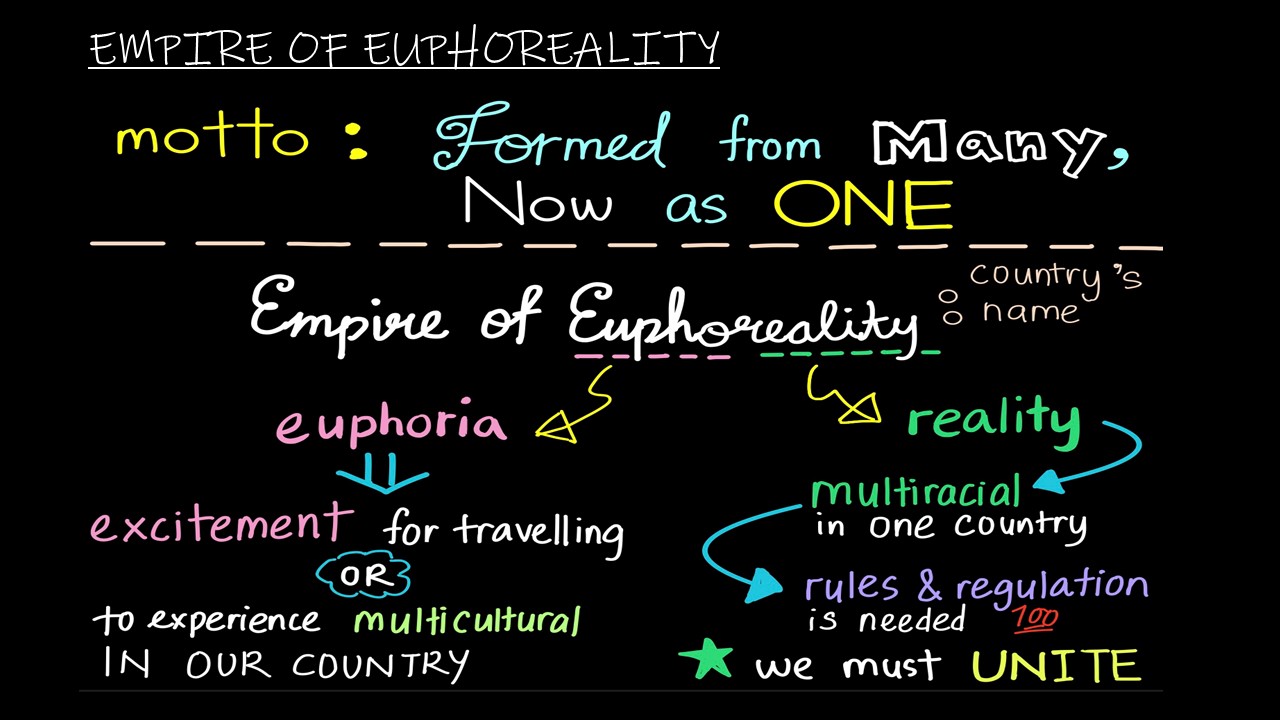 EMPIRE OF EUPHOREALITY
motto : Formed from Many,
Now as ONE
Empire of Euphoreality : country's
name
euphoria
excitement for travelling
OR
to experience multicultural
IN OUR COUNTRY
reality
multiracial
in one country
rules & regulation
is needed 100
★ we must UNITE